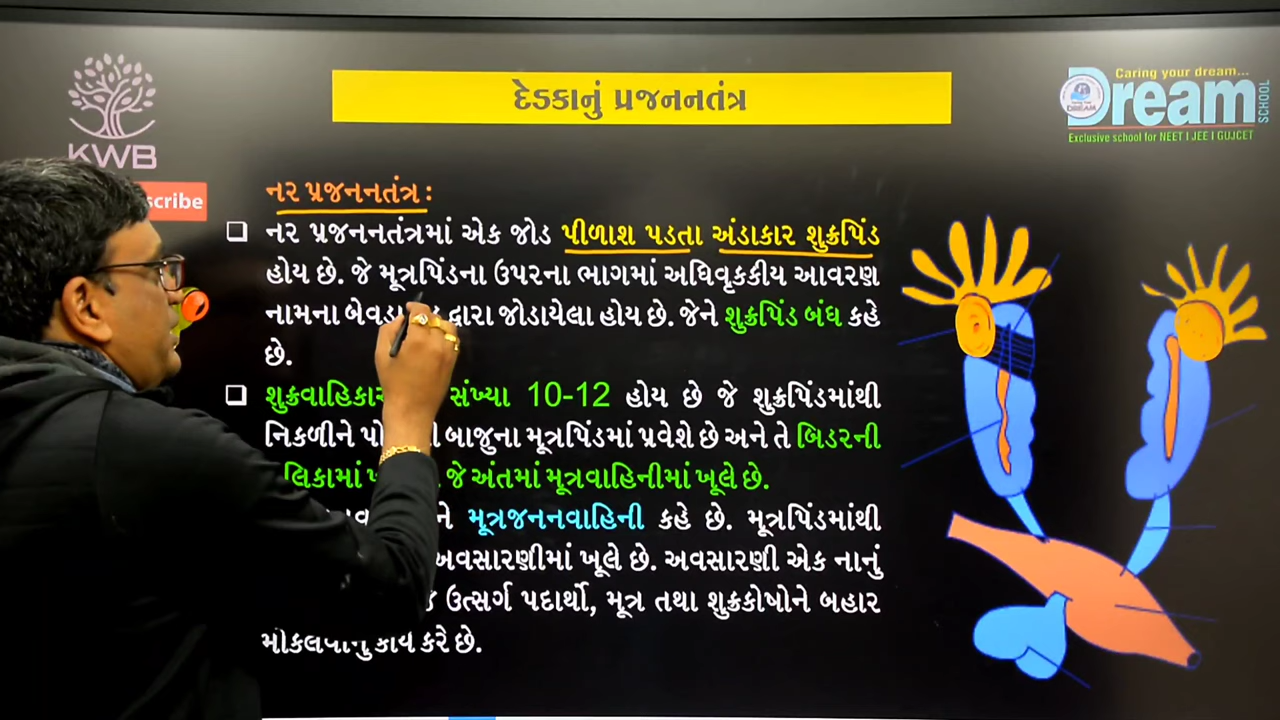 દેડકાનું પ્રજનનતંત્ર
KWB
Caring your dream...
Dream
SCHOOL
Exclusive school for NEET I JEE I GUJCET
scribe
નર પ્રજનનતંત્ર :
નર પ્રજનનતંત્રમાં એક જોડ પીળાશ પડતા અંડાકાર શુક્રપિંડ
હોય છે. જે મૂત્રપિંડના ઉપરના ભાગમાં અધિવૃક્કીય આવરણ
નામના દ્વારા જોડાયેલા હોય છે. જેને શુક્રપિંડ બંધ કહે
છે.
સંખ્યા 10-12 હોય છે જે શુક્રપિંડમાંથી
નિકળીને બાજુના મૂત્રપિંડમાં પ્રવેશે છે અને તે બિડરની
જે અંતમાં મૂત્રવાહિનીમાં ખૂલે છે.
મૂત્રજનનવાહિની કહે છે. મૂત્રપિંડમાંથી
અવસારણીમાં ખૂલે છે. અવસારણી એક નાનું
ઉત્સર્ગ પદાર્થો, મૂત્ર તથા શુક્રકોષોને બહાર
મોકલવાનું કાર્ય કરે છે.